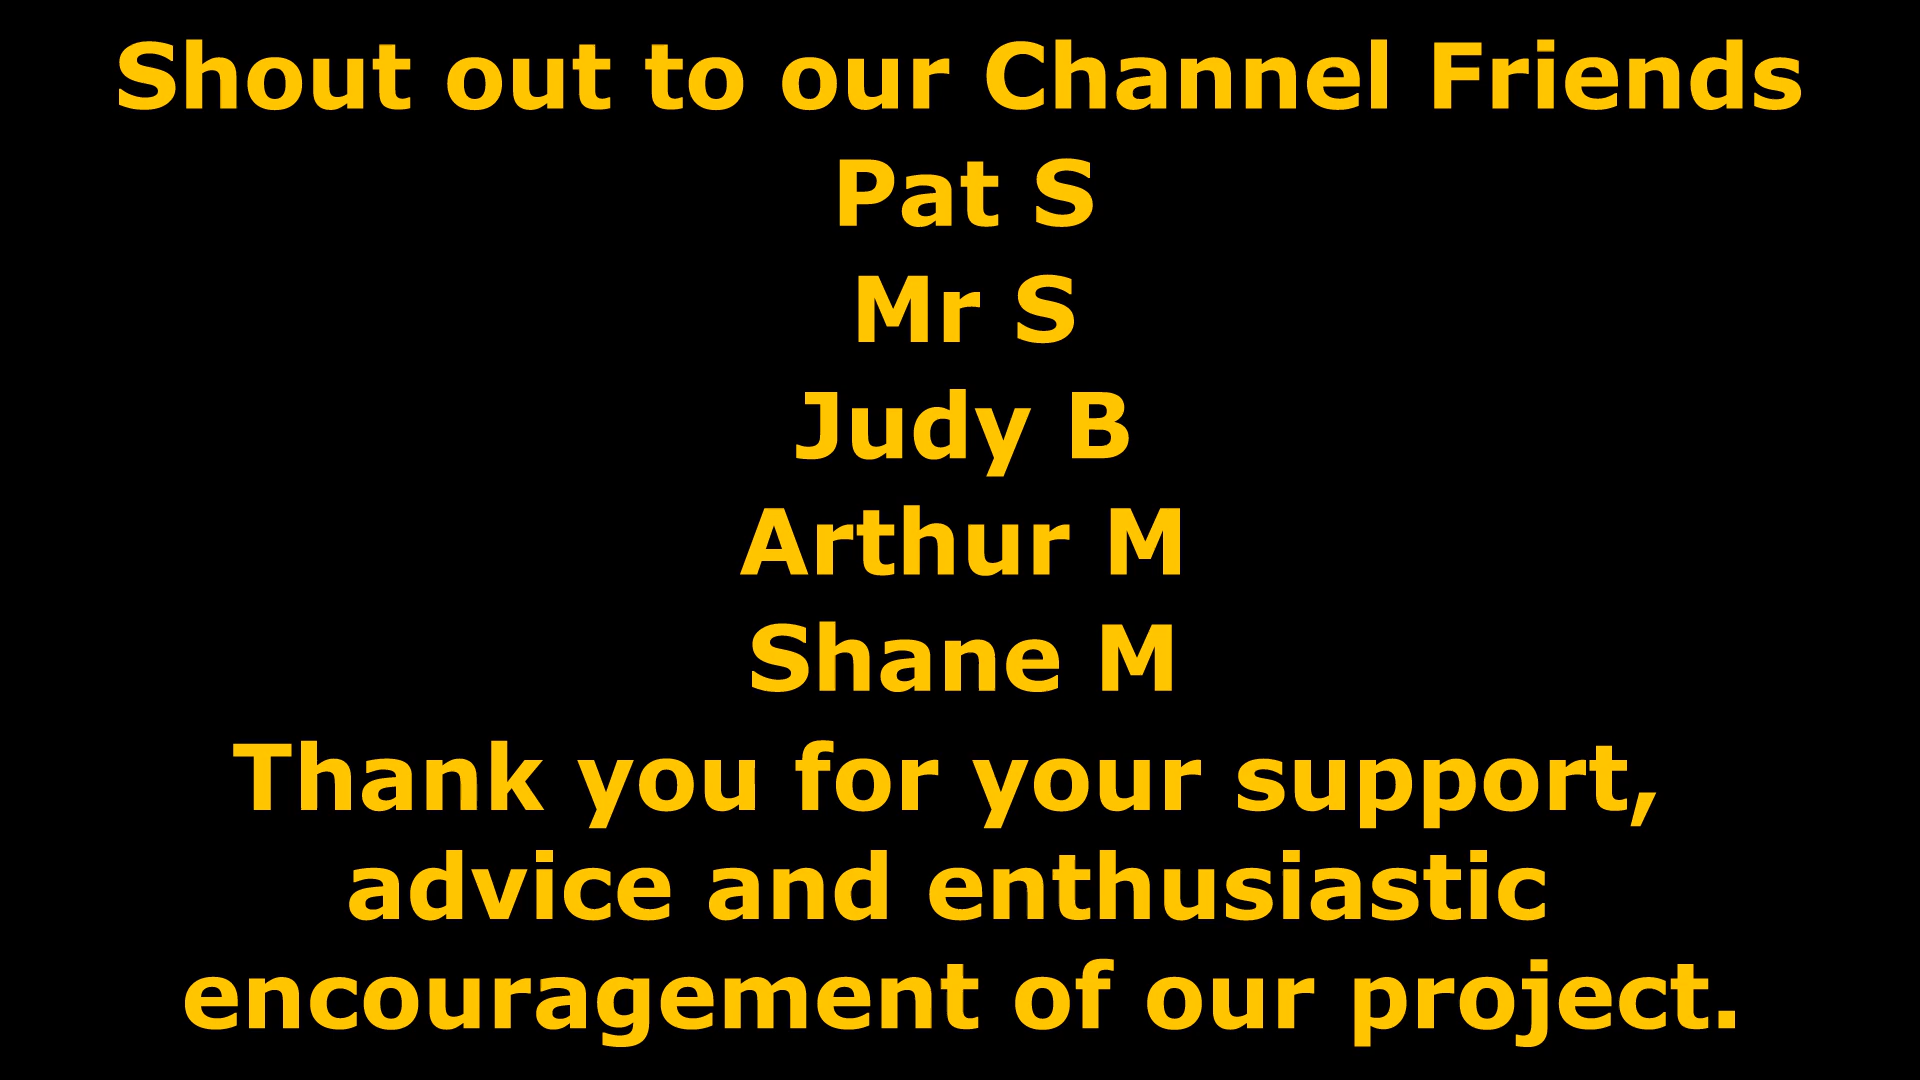 Shout out to our Channel Friends
Pat S
Mr S
Judy B
Arthur M
Shane M
Thank you for your support,
advice and enthusiastic
encouragement of our project.